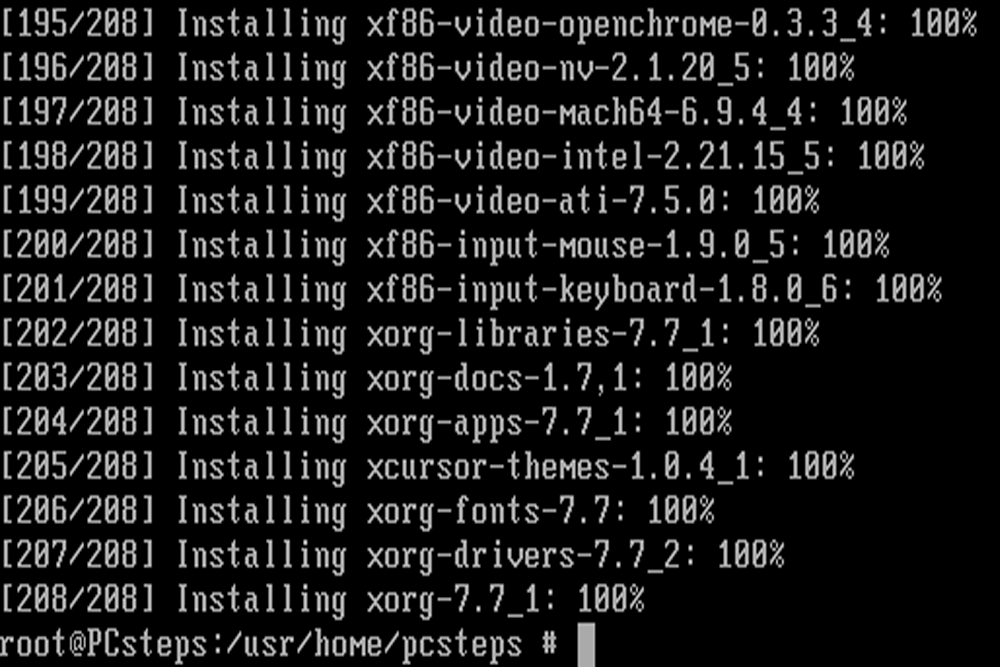 [195/208] Installing xf86-video-openchrome-0.3.3_4: 100%
[196/208] Installing xf86-video-nv-2.1.20_5: 100%
[197/208] Installing xf86-video-mach64-6.9.4_4: 100%
[198/208] Installing xf86-video-intel-2.21.15_5: 100%
[199/208] Installing xf86-video-ati-7.5.0: 100%
[200/208] Installing xf86-input-mouse-1.9.0_5: 100%
[201/208] Installing xf86-input-keyboard-1.8.0_6: 100%
[202/208] Installing xorg-libraries-7.7_1: 100%
[203/208] Installing xorg-docs-1.7,1: 100%
[204/208] Installing xorg-apps-7.7_1: 100%
[205/208] Installing xcursor-themes-1.0.4_1: 100%
[206/208] Installing xorg-fonts-7.7: 100%
[207/208] Installing xorg-drivers-7.7_2: 100%
[208/208] Installing xorg-7.7_1: 100%
root@PCsteps:/usr/home/pcsteps #